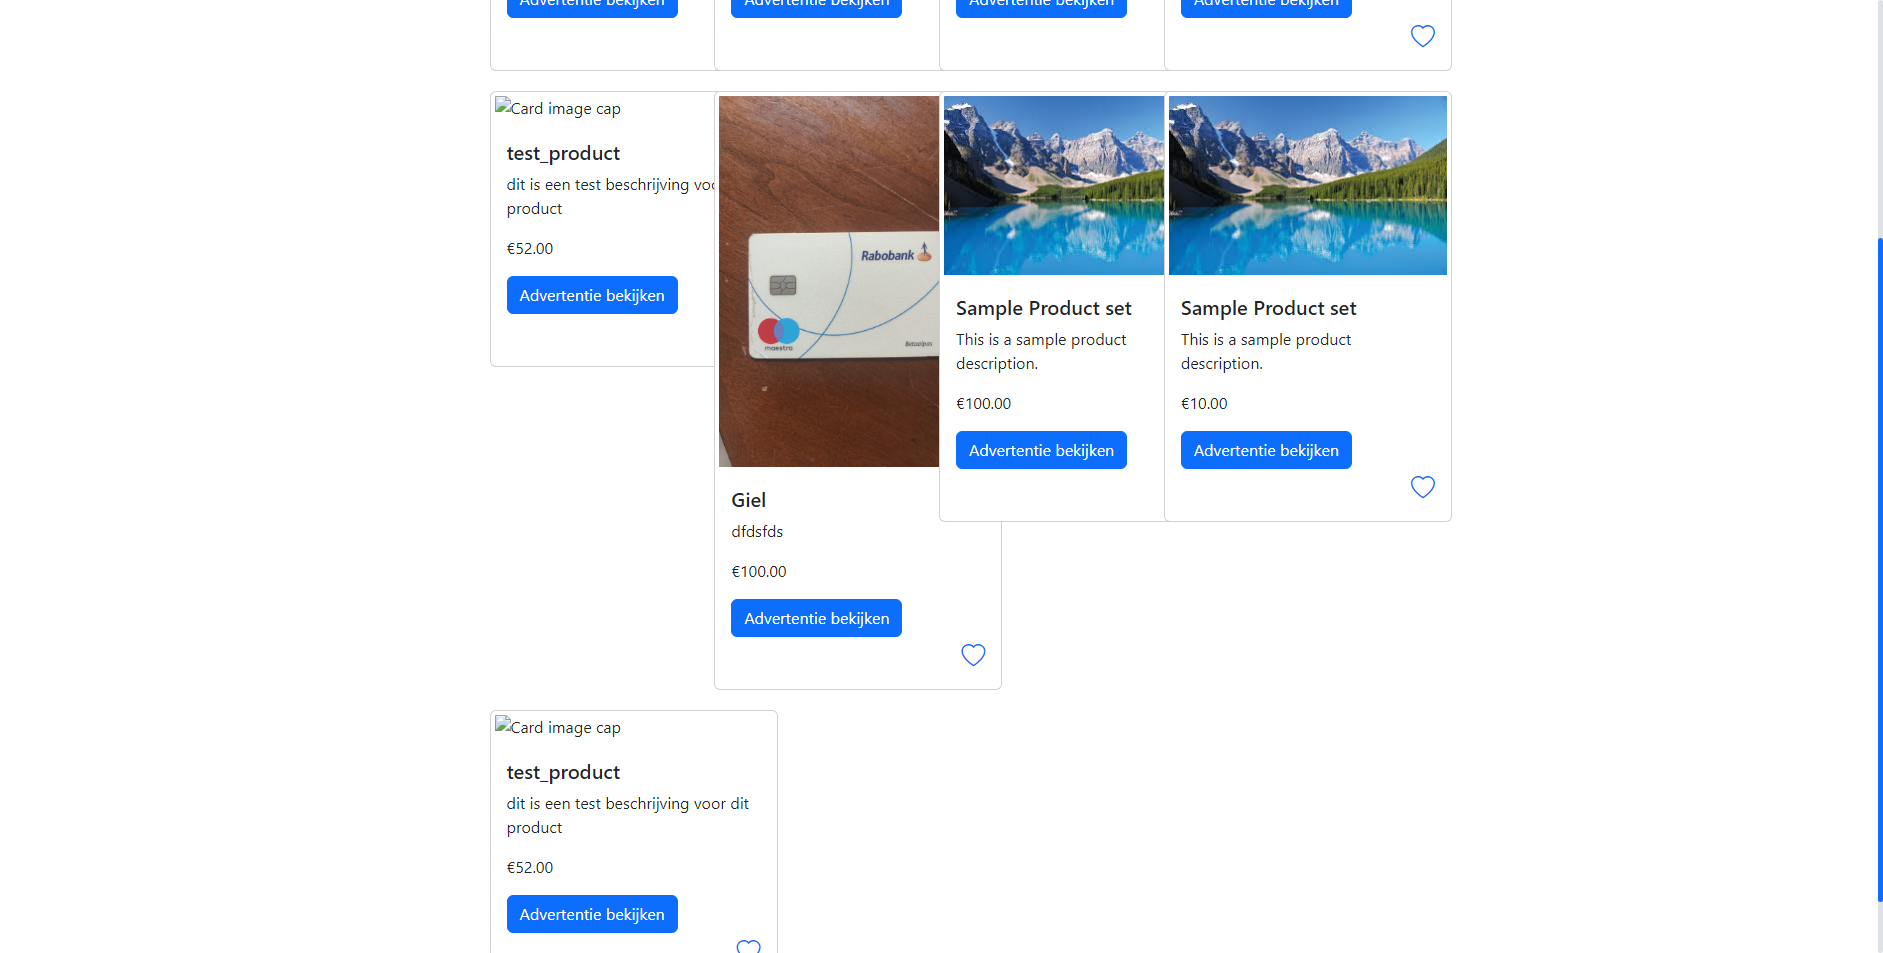 Advertentie bekijken
Advertentie bekijken
Advertentie bekijken
Advertentie bekijken
Card image cap
test_product
dit is een test beschrijving voo
product
€52.00
Advertentie bekijken
Rabobank
maestro
Betaalpas
Giel
dfdsfds
€100.00
Advertentie bekijken
Sample Product set
This is a sample product
description.
€100.00
Advertentie bekijken
Sample Product set
This is a sample product
description.
€10.00
Advertentie bekijken
Card image cap
test_product
dit is een test beschrijving voor dit
product
€52.00
Advertentie bekijken